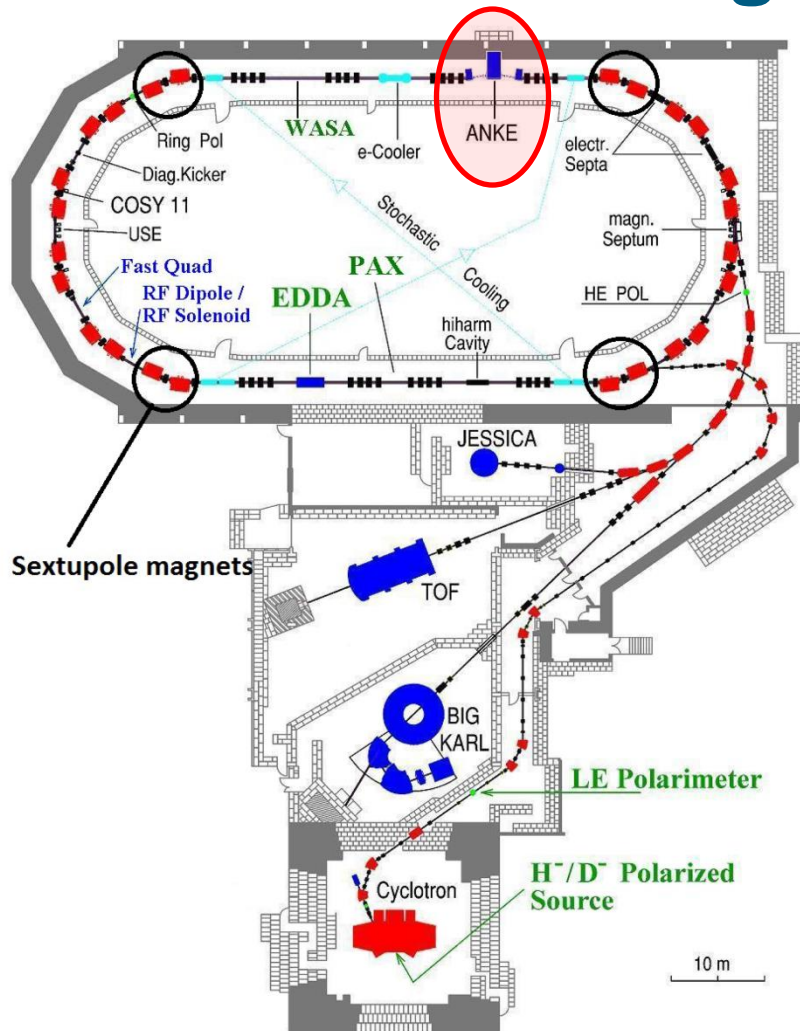 g
WASA
e-Cooler
ANKE
Ring Pol
electr.
Septa
Diag.Kicker
COSY 11
USE
Stochastic
Cooling
magn.
Septum
Fast Quad
RF Dipole /
RF Solenoid
PAX
EDDA
hiharm
Cavity
HE POL
JESSICA
Sextupole magnets
TOF
BIG
KARL
LE Polarimeter
Cyclotron
H⁻/D⁻ Polarized
Source
10 m